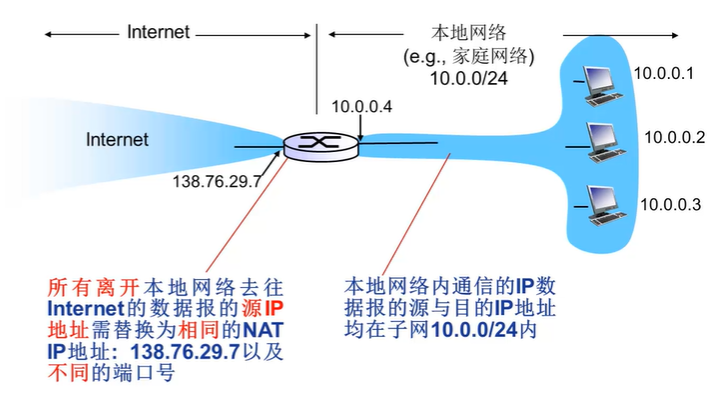 Internet
本地网络
(e.g., 家庭网络)
10.0.0/24
10.0.0.1
10.0.0.4
Internet
10.0.0.2
138.76.29.7
10.0.0.3
所有离开本地网络去往
Internet的数据报的源IP
地址需替换为相同的NAT
IP地址：138.76.29.7以及
不同的端口号
本地网络内通信的IP数
据报的源与目的IP地址
均在子网10.0.0/24内